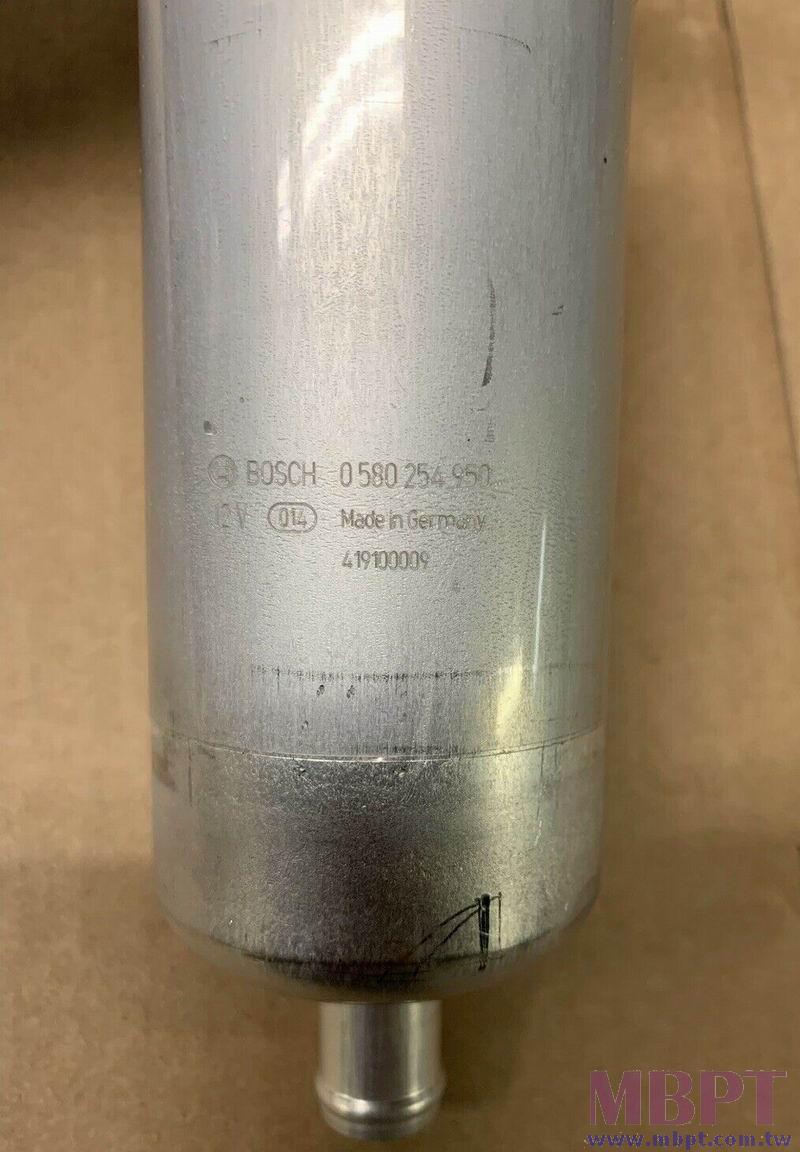 BOSCH 0 580 254 950
12V 014 Made in Germany
419100009
MBPT
www.mbpt.com.tw